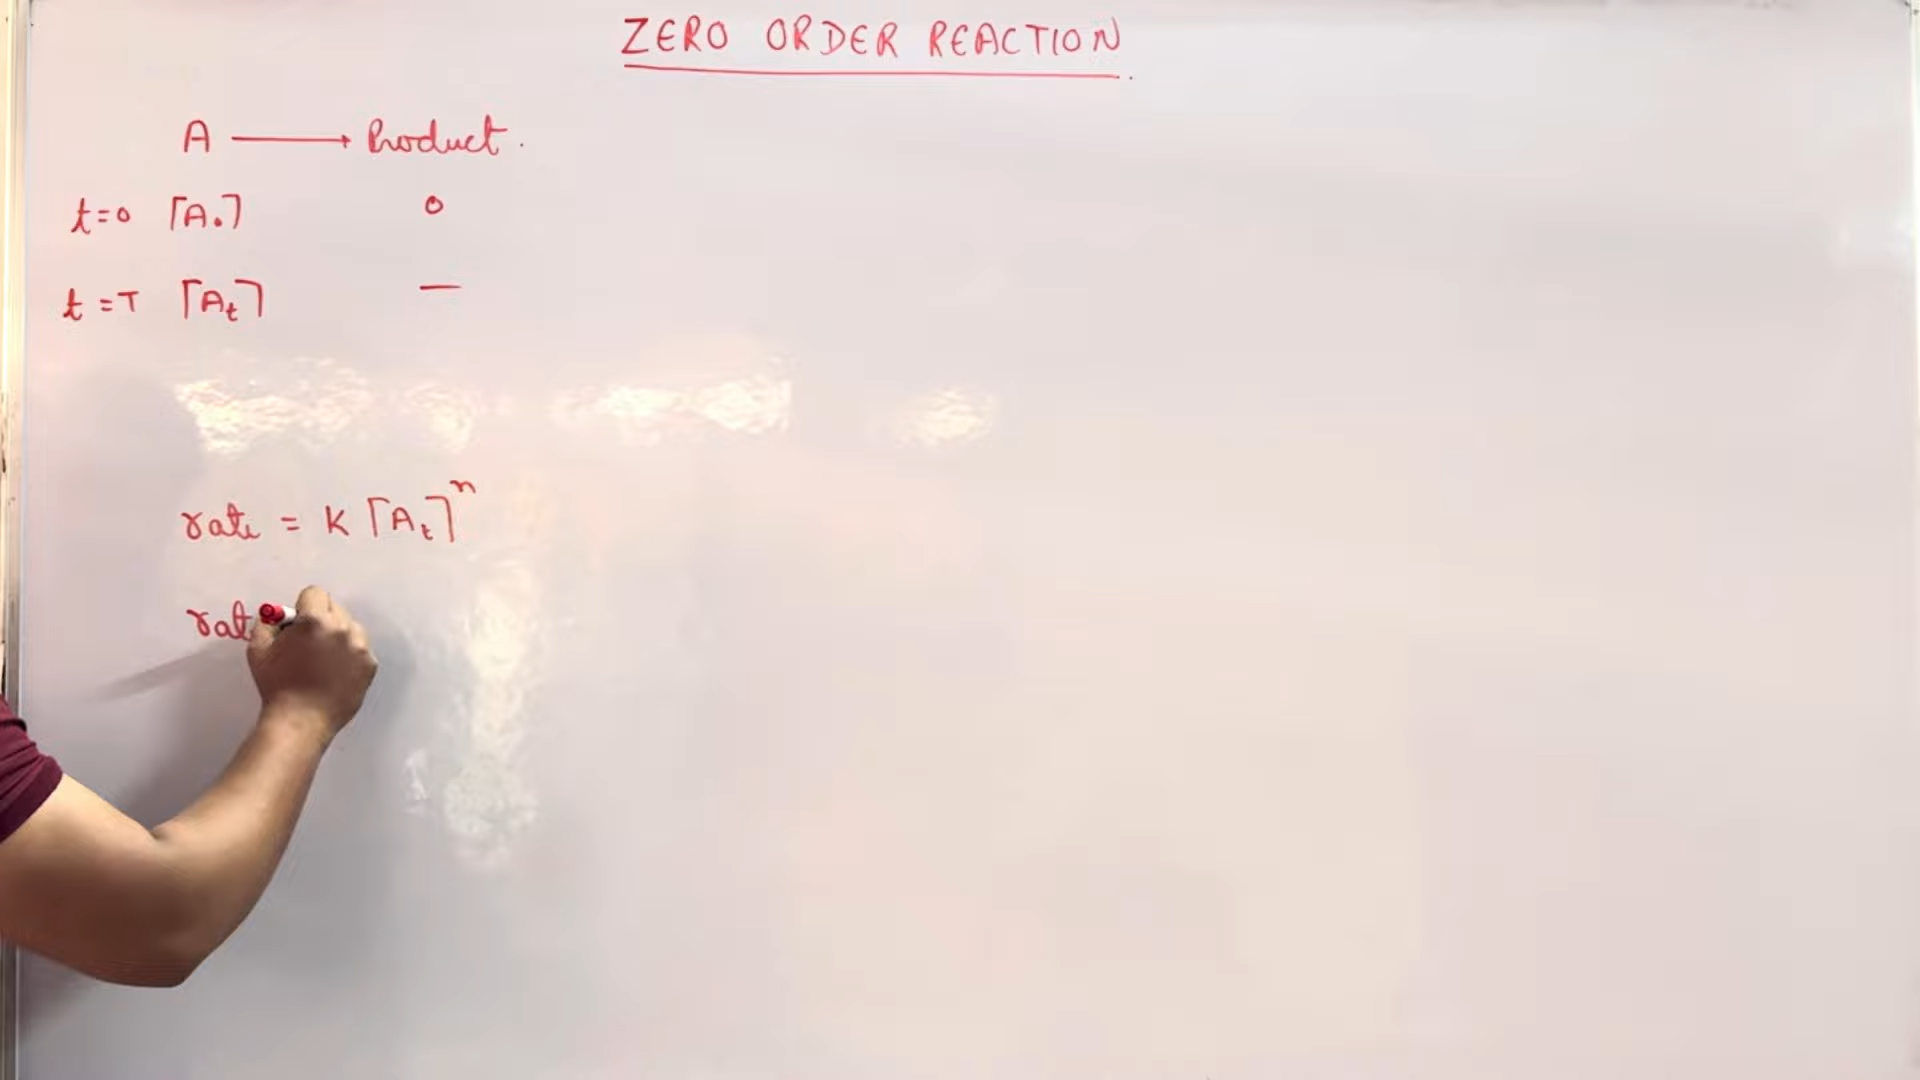 ZERO ORDER REACTION
A ⟶ Product.
t=0 [A₀] 0
t=T [Aₜ] —
rate = K [Aₜ]ⁿ
rat